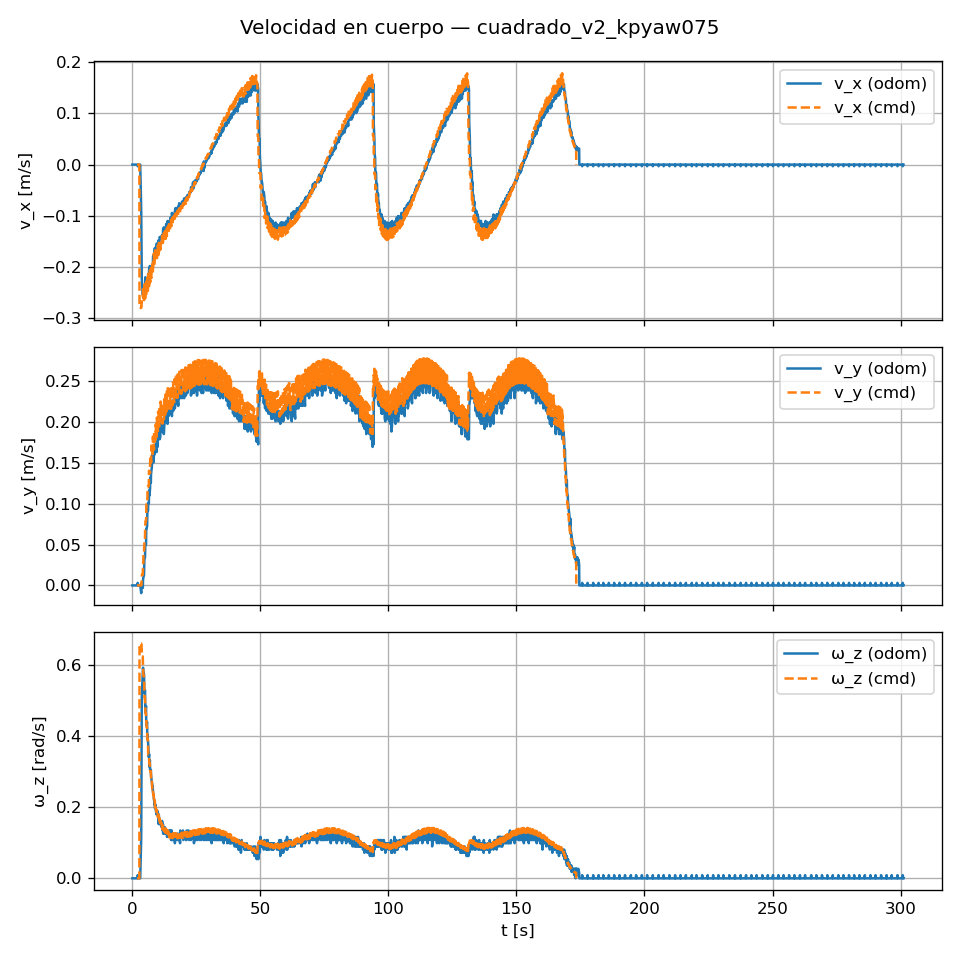 Velocidad en cuerpo — cuadrado_v2_kpyaw075
v_x [m/s]
0.2
0.1
0.0
−0.1
−0.2
−0.3
v_x (odom)
v_x (cmd)
v_y [m/s]
0.25
0.20
0.15
0.10
0.05
0.00
v_y (odom)
v_y (cmd)
ω_z [rad/s]
0.6
0.4
0.2
0.0
ω_z (odom)
ω_z (cmd)
0 50 100 150 200 250 300
t [s]